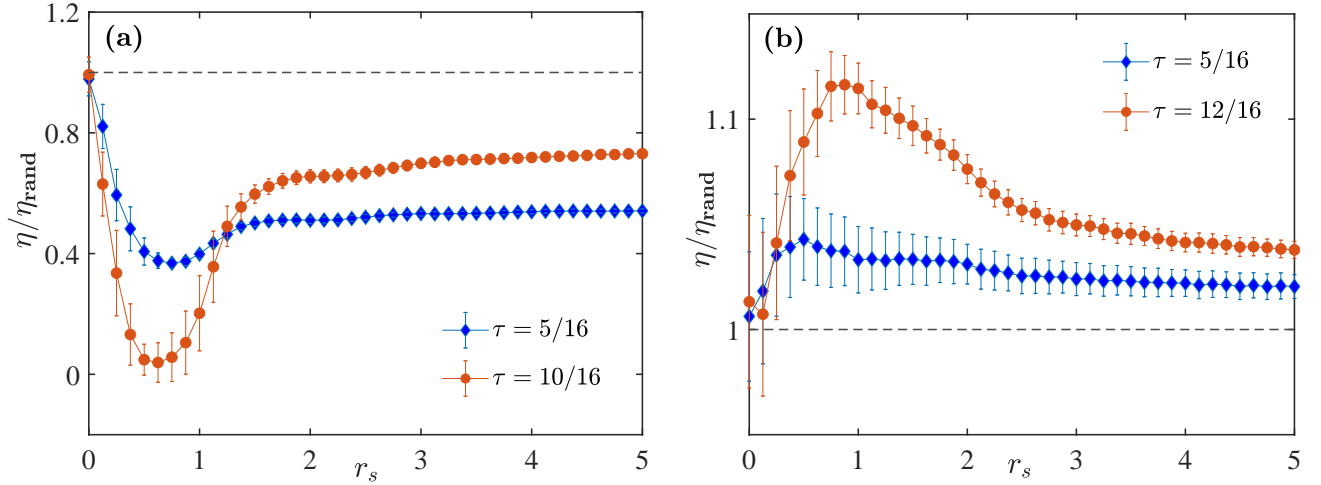 (a)
1.2
0.8
0.4
0
η/η_rand
τ = 5/16
τ = 10/16
0 1 2 3 4 5
r_s
(b)
1.1
1
η/η_rand
τ = 5/16
τ = 12/16
0 1 2 3 4 5
r_s